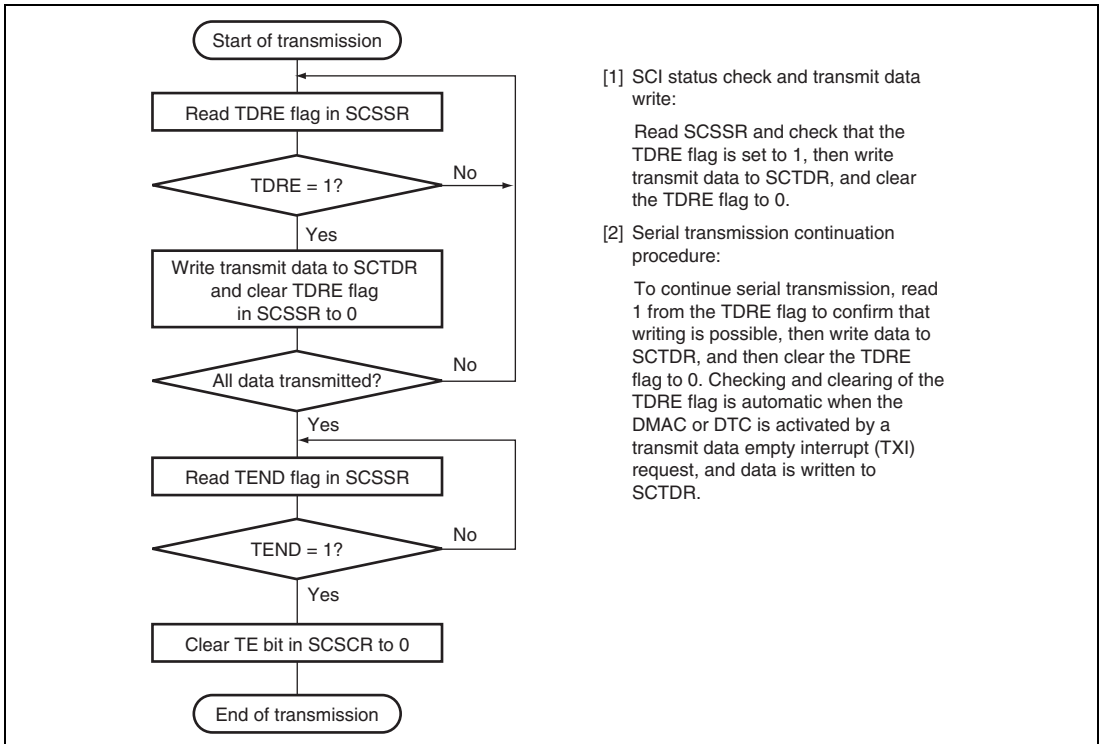 Start of transmission
Read TDRE flag in SCSSR
TDRE = 1?
No
Yes
Write transmit data to SCTDR
and clear TDRE flag
in SCSSR to 0
All data transmitted?
No
Yes
Read TEND flag in SCSSR
TEND = 1?
No
Yes
Clear TE bit in SCSCR to 0
End of transmission
[1] SCI status check and transmit data
write:
Read SCSSR and check that the
TDRE flag is set to 1, then write
transmit data to SCTDR, and clear
the TDRE flag to 0.
[2] Serial transmission continuation
procedure:
To continue serial transmission, read
1 from the TDRE flag to confirm that
writing is possible, then write data to
SCTDR, and then clear the TDRE
flag to 0. Checking and clearing of the
TDRE flag is automatic when the
DMAC or DTC is activated by a
transmit data empty interrupt (TXI)
request, and data is written to
SCTDR.